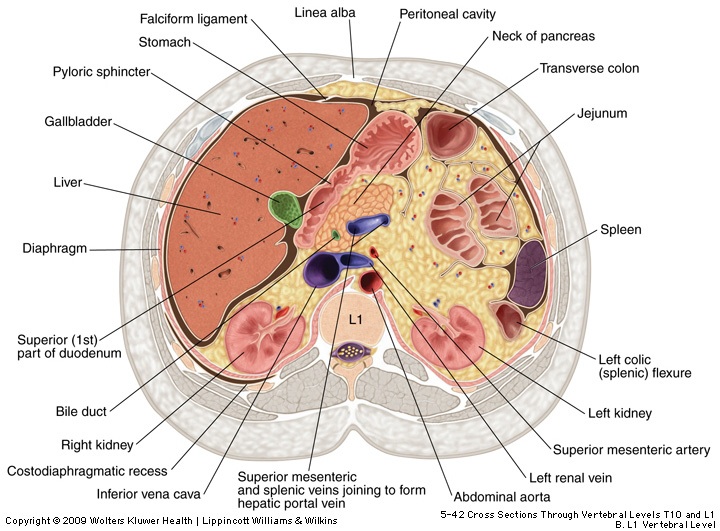 Falciform ligament
Linea alba
Peritoneal cavity
Stomach
Neck of pancreas
Pyloric sphincter
Transverse colon
Gallbladder
Jejunum
Liver
Spleen
Diaphragm
L1
Superior (1st)
part of duodenum
Left colic
(splenic) flexure
Bile duct
Left kidney
Right kidney
Superior mesenteric artery
Costodiaphragmatic recess
Left renal vein
Inferior vena cava
Superior mesenteric
and splenic veins joining to form
hepatic portal vein
Abdominal aorta
5-42 Cross Sections Through Vertebral Levels T10 and L1
Copyright © 2009 Wolters Kluwer Health | Lippincott Williams & Wilkins
B. L1 Vertebral Level